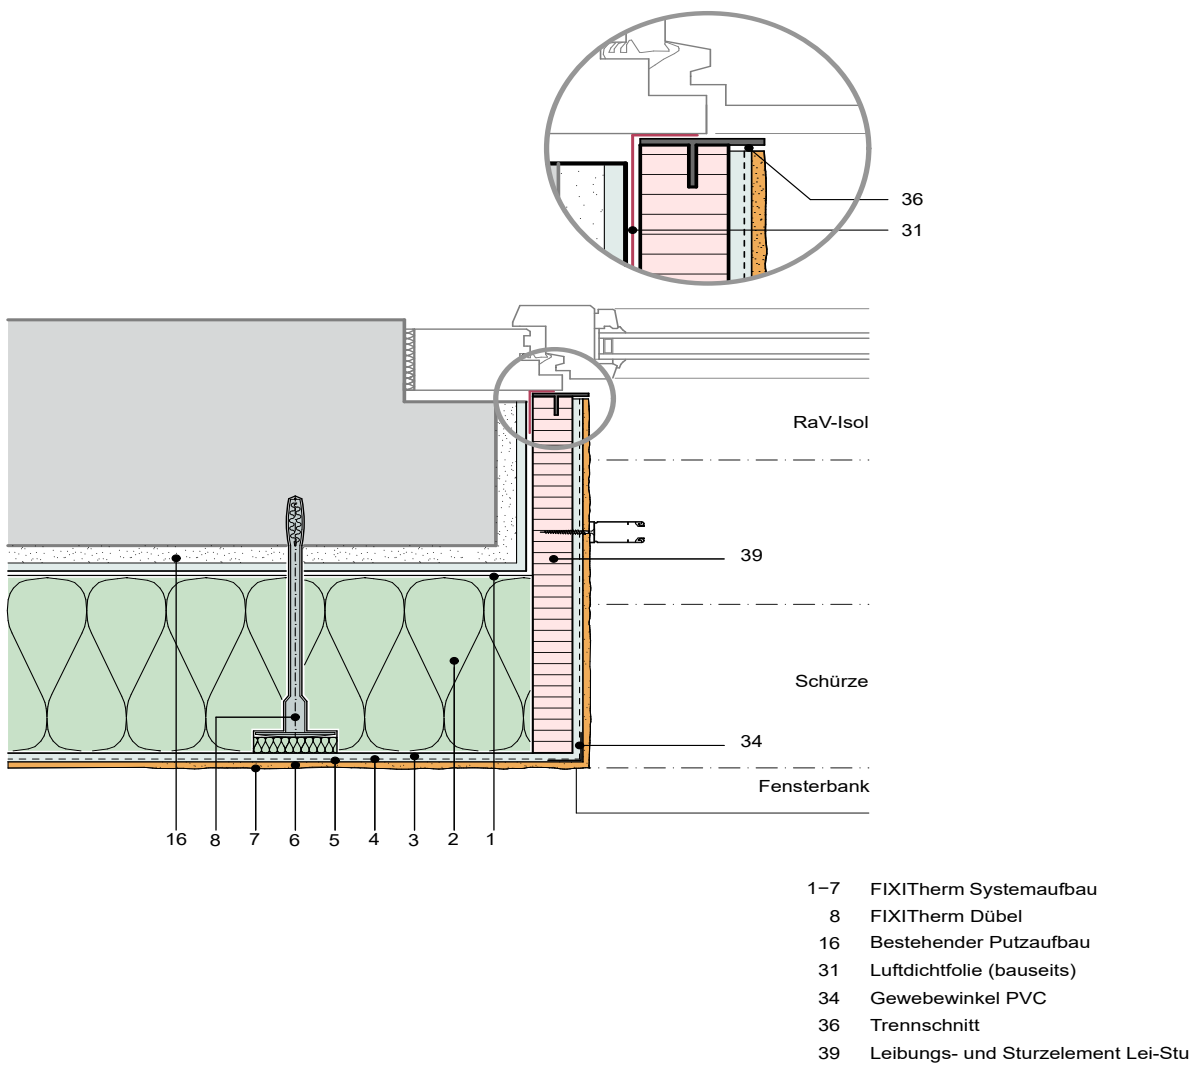 36
31
RaV-Isol
39
Schürze
34
Fensterbank
16 8 7 6 5 4 3 2 1
1–7 FIXITherm Systemaufbau
8 FIXITherm Dübel
16 Bestehender Putzaufbau
31 Luftdichtfolie (bauseits)
34 Gewebewinkel PVC
36 Trennschnitt
39 Leibungs- und Sturzelement Lei-Stu